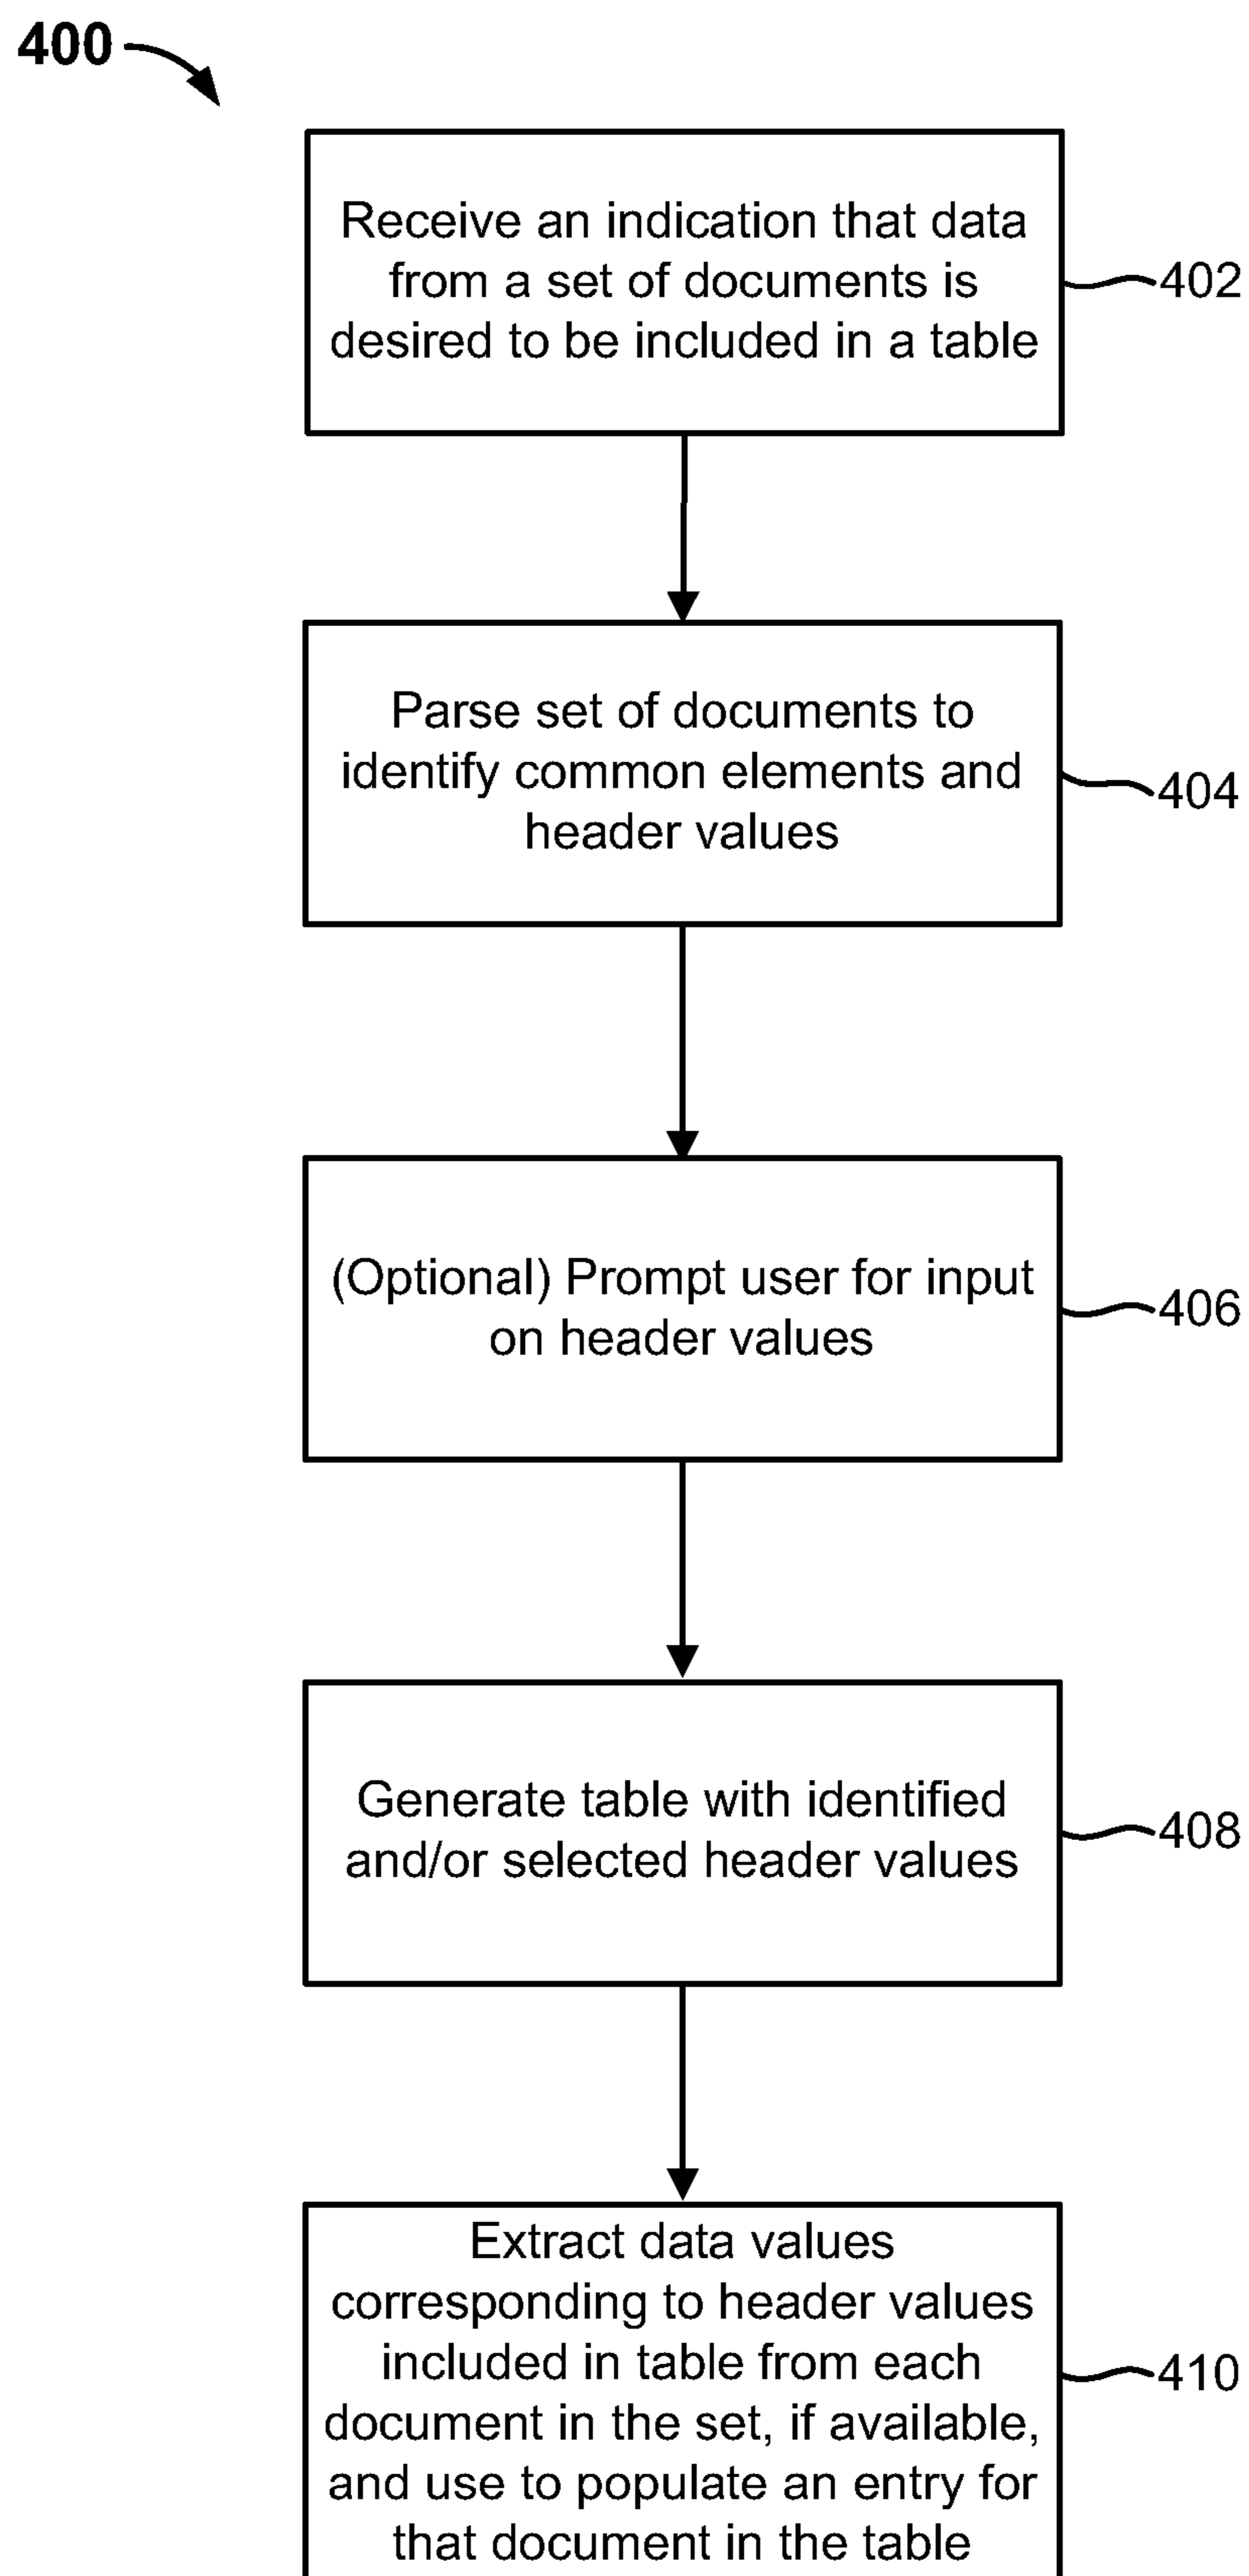 400
Receive an indication that data
from a set of documents is
desired to be included in a table
402
Parse set of documents to
identify common elements and
header values
404
(Optional) Prompt user for input
on header values
406
Generate table with identified
and/or selected header values
408
Extract data values
corresponding to header values
included in table from each
document in the set, if available,
and use to populate an entry for
that document in the table
410